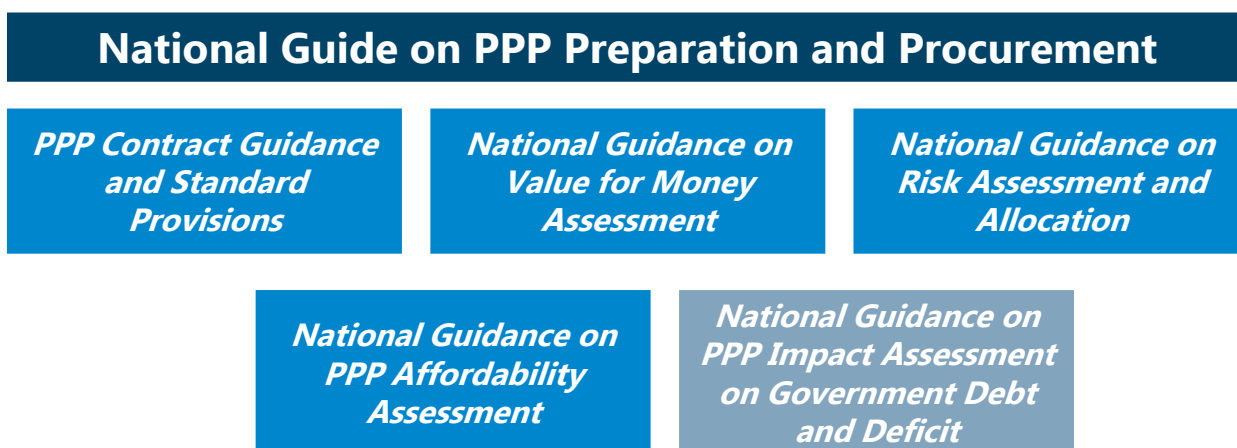 National Guide on PPP Preparation and Procurement
PPP Contract Guidance
and Standard
Provisions
National Guidance on
Value for Money
Assessment
National Guidance on
Risk Assessment and
Allocation
National Guidance on
PPP Affordability
Assessment
National Guidance on
PPP Impact Assessment
on Government Debt
and Deficit